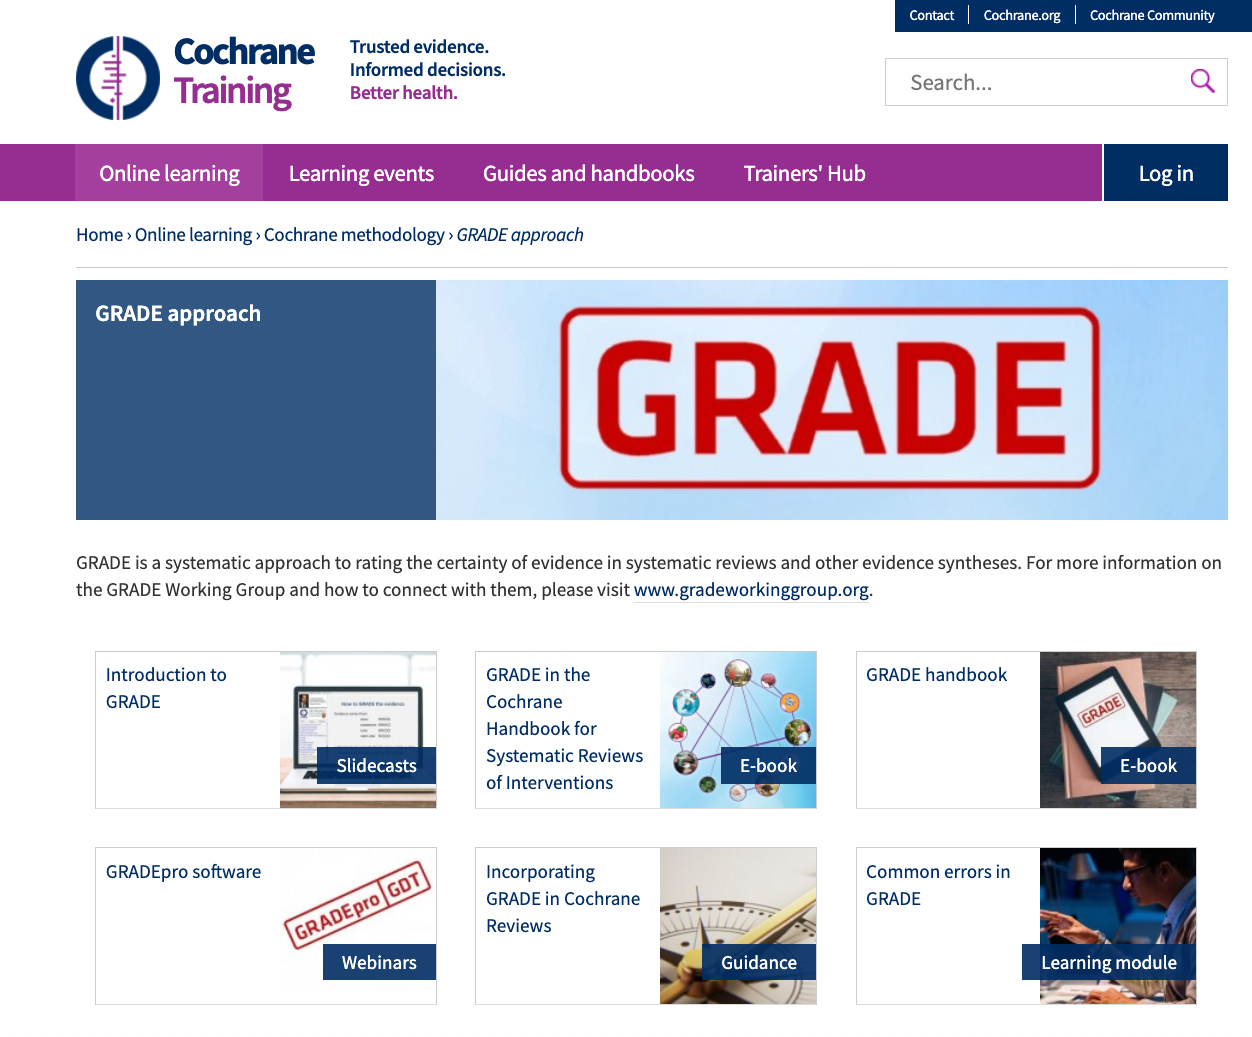 Contact
Cochrane.org
Cochrane Community
Cochrane
Training
Trusted evidence.
Informed decisions.
Better health.
Search...
Online learning
Learning events
Guides and handbooks
Trainers' Hub
Log in
Home › Online learning › Cochrane methodology › GRADE approach
GRADE approach
GRADE
GRADE is a systematic approach to rating the certainty of evidence in systematic reviews and other evidence syntheses. For more information on
the GRADE Working Group and how to connect with them, please visit www.gradeworkinggroup.org.
Introduction to
GRADE
How to GRADE the evidence
Slidecasts
GRADE in the
Cochrane
Handbook for
Systematic Reviews
of Interventions
E-book
GRADE handbook
GRADE
E-book
GRADEpro software
GRADEpro GDT
Webinars
Incorporating
GRADE in Cochrane
Reviews
Guidance
Common errors in
GRADE
Learning module